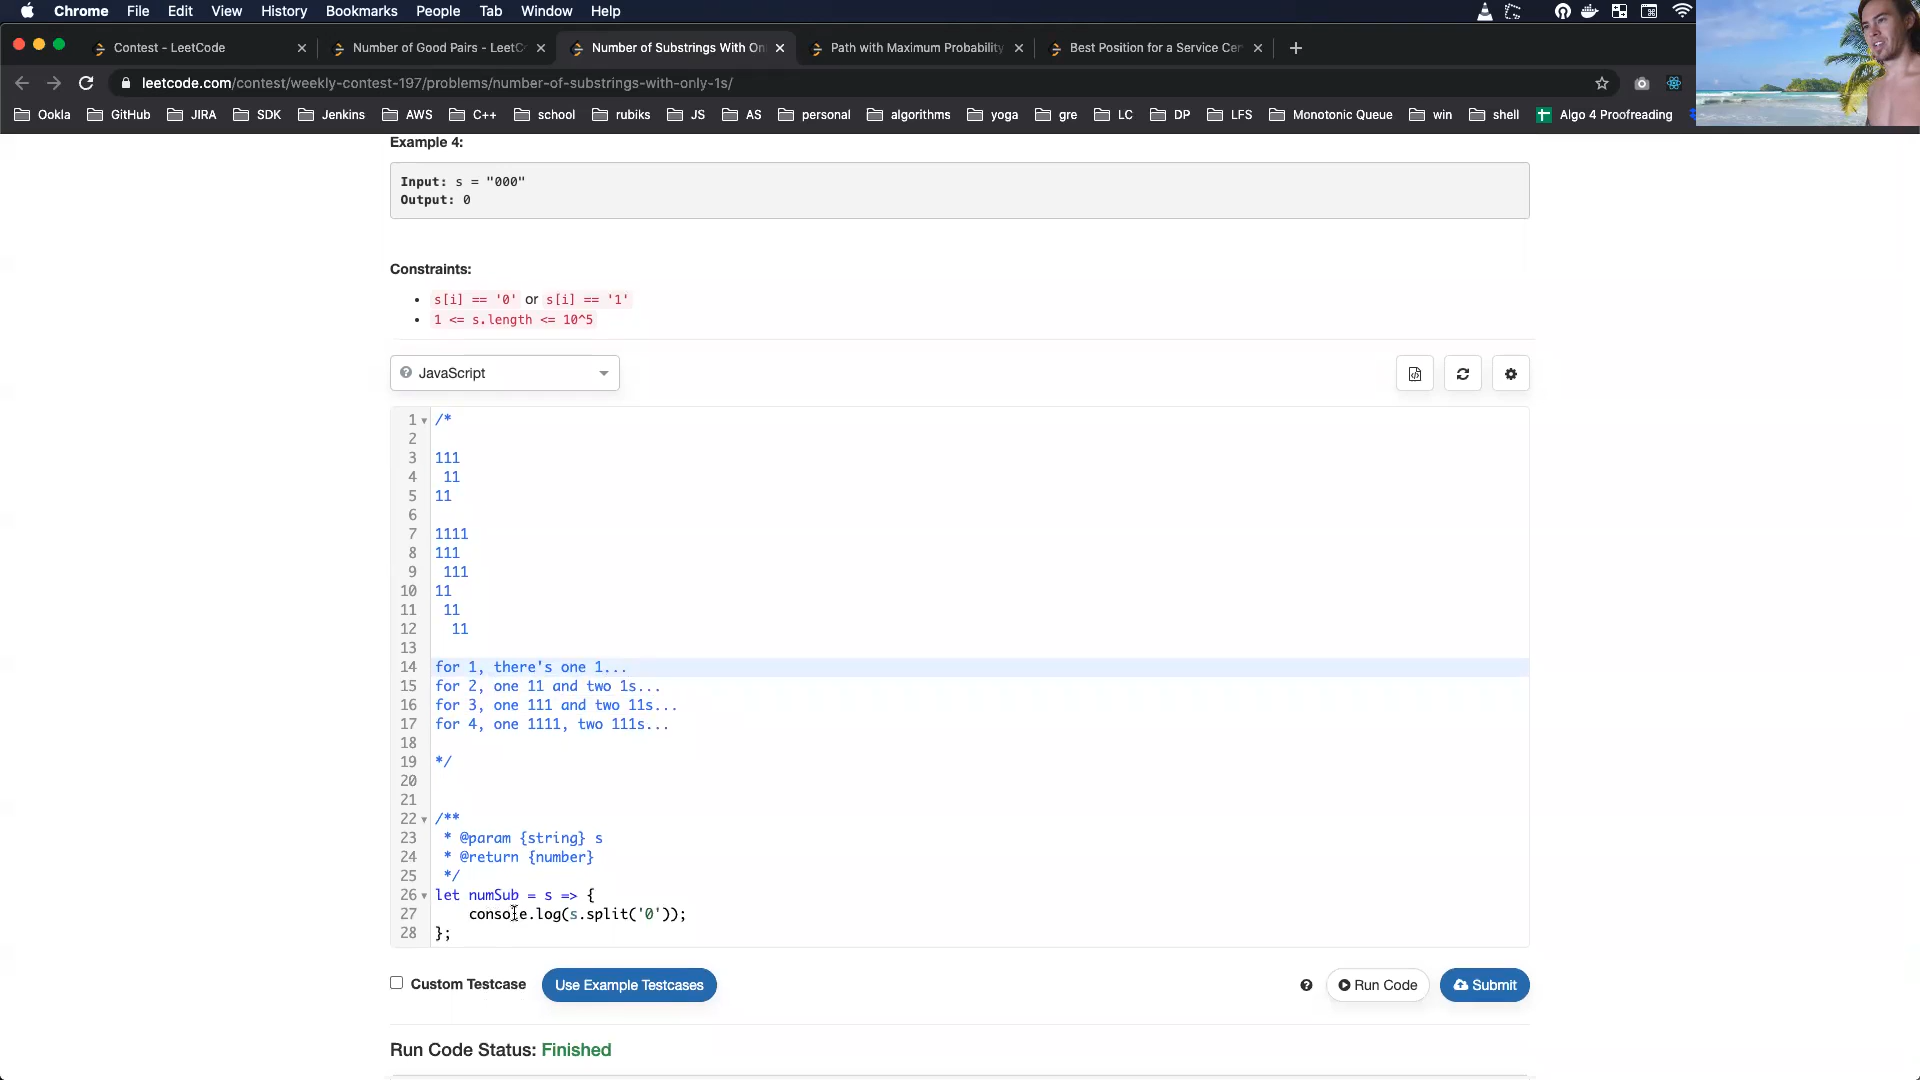 Chrome File Edit View History Bookmarks People Tab Window Help
Contest - LeetCode
Number of Good Pairs - LeetC
Number of Substrings With On
Path with Maximum Probability
Best Position for a Service Cer
leetcode.com/contest/weekly-contest-197/problems/number-of-substrings-with-only-1s/
Ookla GitHub JIRA SDK Jenkins AWS C++ school rubiks JS AS personal algorithms yoga gre LC DP LFS Monotonic Queue win shell Algo 4 Proofreading
Example 4:
Input: s = "000"
Output: 0
Constraints:
s[i] == '0' or s[i] == '1'
1 <= s.length <= 10^5
JavaScript
1 /*
2
3 111
4  11
5 11
6
7 1111
8 111
9  111
10 11
11  11
12   11
13
14 for 1, there's one 1...
15 for 2, one 11 and two 1s...
16 for 3, one 111 and two 11s...
17 for 4, one 1111, two 111s...
18
19 */
20
21
22 /**
23  * @param {string} s
24  * @return {number}
25  */
26 let numSub = s => {
27     console.log(s.split('0'));
28 };
Custom Testcase
Use Example Testcases
Run Code
Submit
Run Code Status: Finished